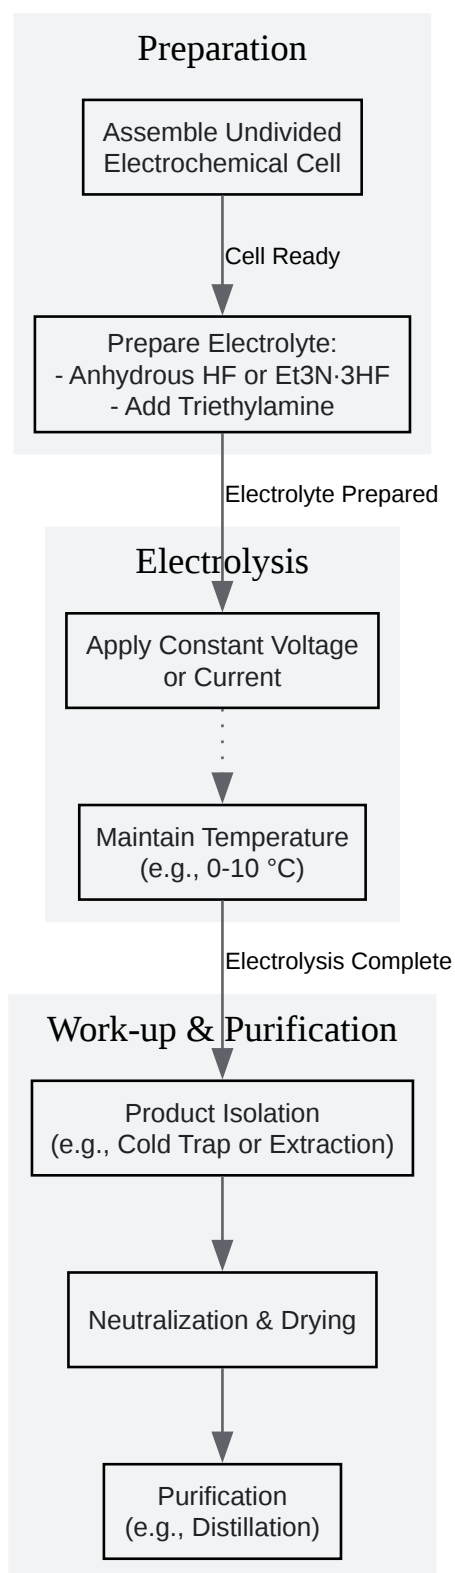 Preparation
Assemble Undivided
Electrochemical Cell
Cell Ready
Prepare Electrolyte:
- Anhydrous HF or Et3N·3HF
- Add Triethylamine
Electrolyte Prepared
Electrolysis
Apply Constant Voltage
or Current
Maintain Temperature
(e.g., 0-10 °C)
Electrolysis Complete
Work-up & Purification
Product Isolation
(e.g., Cold Trap or Extraction)
Neutralization & Drying
Purification
(e.g., Distillation)